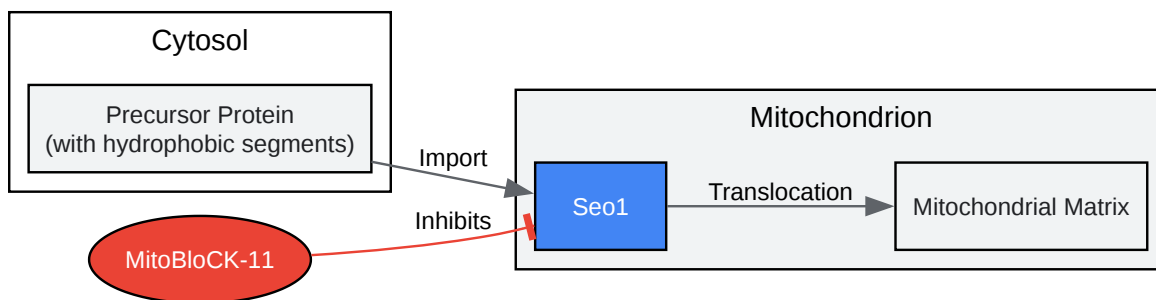 Cytosol
Precursor Protein
(with hydrophobic segments)
Import
Inhibits
MitoBloCK-11
Mitochondrion
Seo1
Translocation
Mitochondrial Matrix